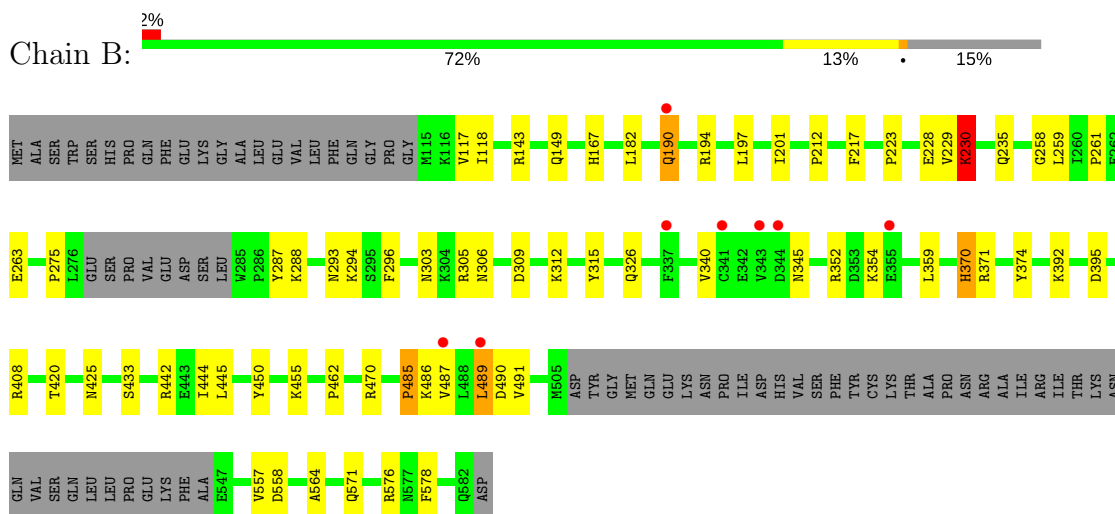 2%
Chain B:
72% 13% • 15%
MET ALA SER TRP SER HIS PRO GLN PHE GLU LYS GLY ALA LEU GLU VAL LEU PHE GLN GLY PRO GLY M115 K116 V117 I118 R143 Q149 H167 L182 Q190 R194 L197 I201 P212 F217 P223 E228 V229 K230 Q235 G258 L259 I260 P261 E262
E263 P275 L276 GLU SER PRO VAL GLU ASP SER LEU W285 P286 Y287 K288 N293 K294 S295 F296 N303 K304 R305 N306 D309 K312 Y315 Q326 F337 V340 C341 E342 V343 D344 N345 R352 D353 K354 E355 L359 H370 R371 Y374 K392 D395
R408 T420 N425 S433 R442 E443 I444 L445 Y450 K455 P462 R470 P485 K486 V487 L488 L489 D490 V491 M505 ASP TYR GLY MET GLN GLU LYS ASN PRO ILE ASP HIS VAL SER PHE TYR CYS LYS THR ALA PRO ASN ARG ALA ILE ARG ILE THR LYS ASN
GLN VAL SER GLN LEU LEU PRO GLU LYS PHE ALA E547 V557 D558 A564 Q571 R576 N577 F578 Q582 ASP